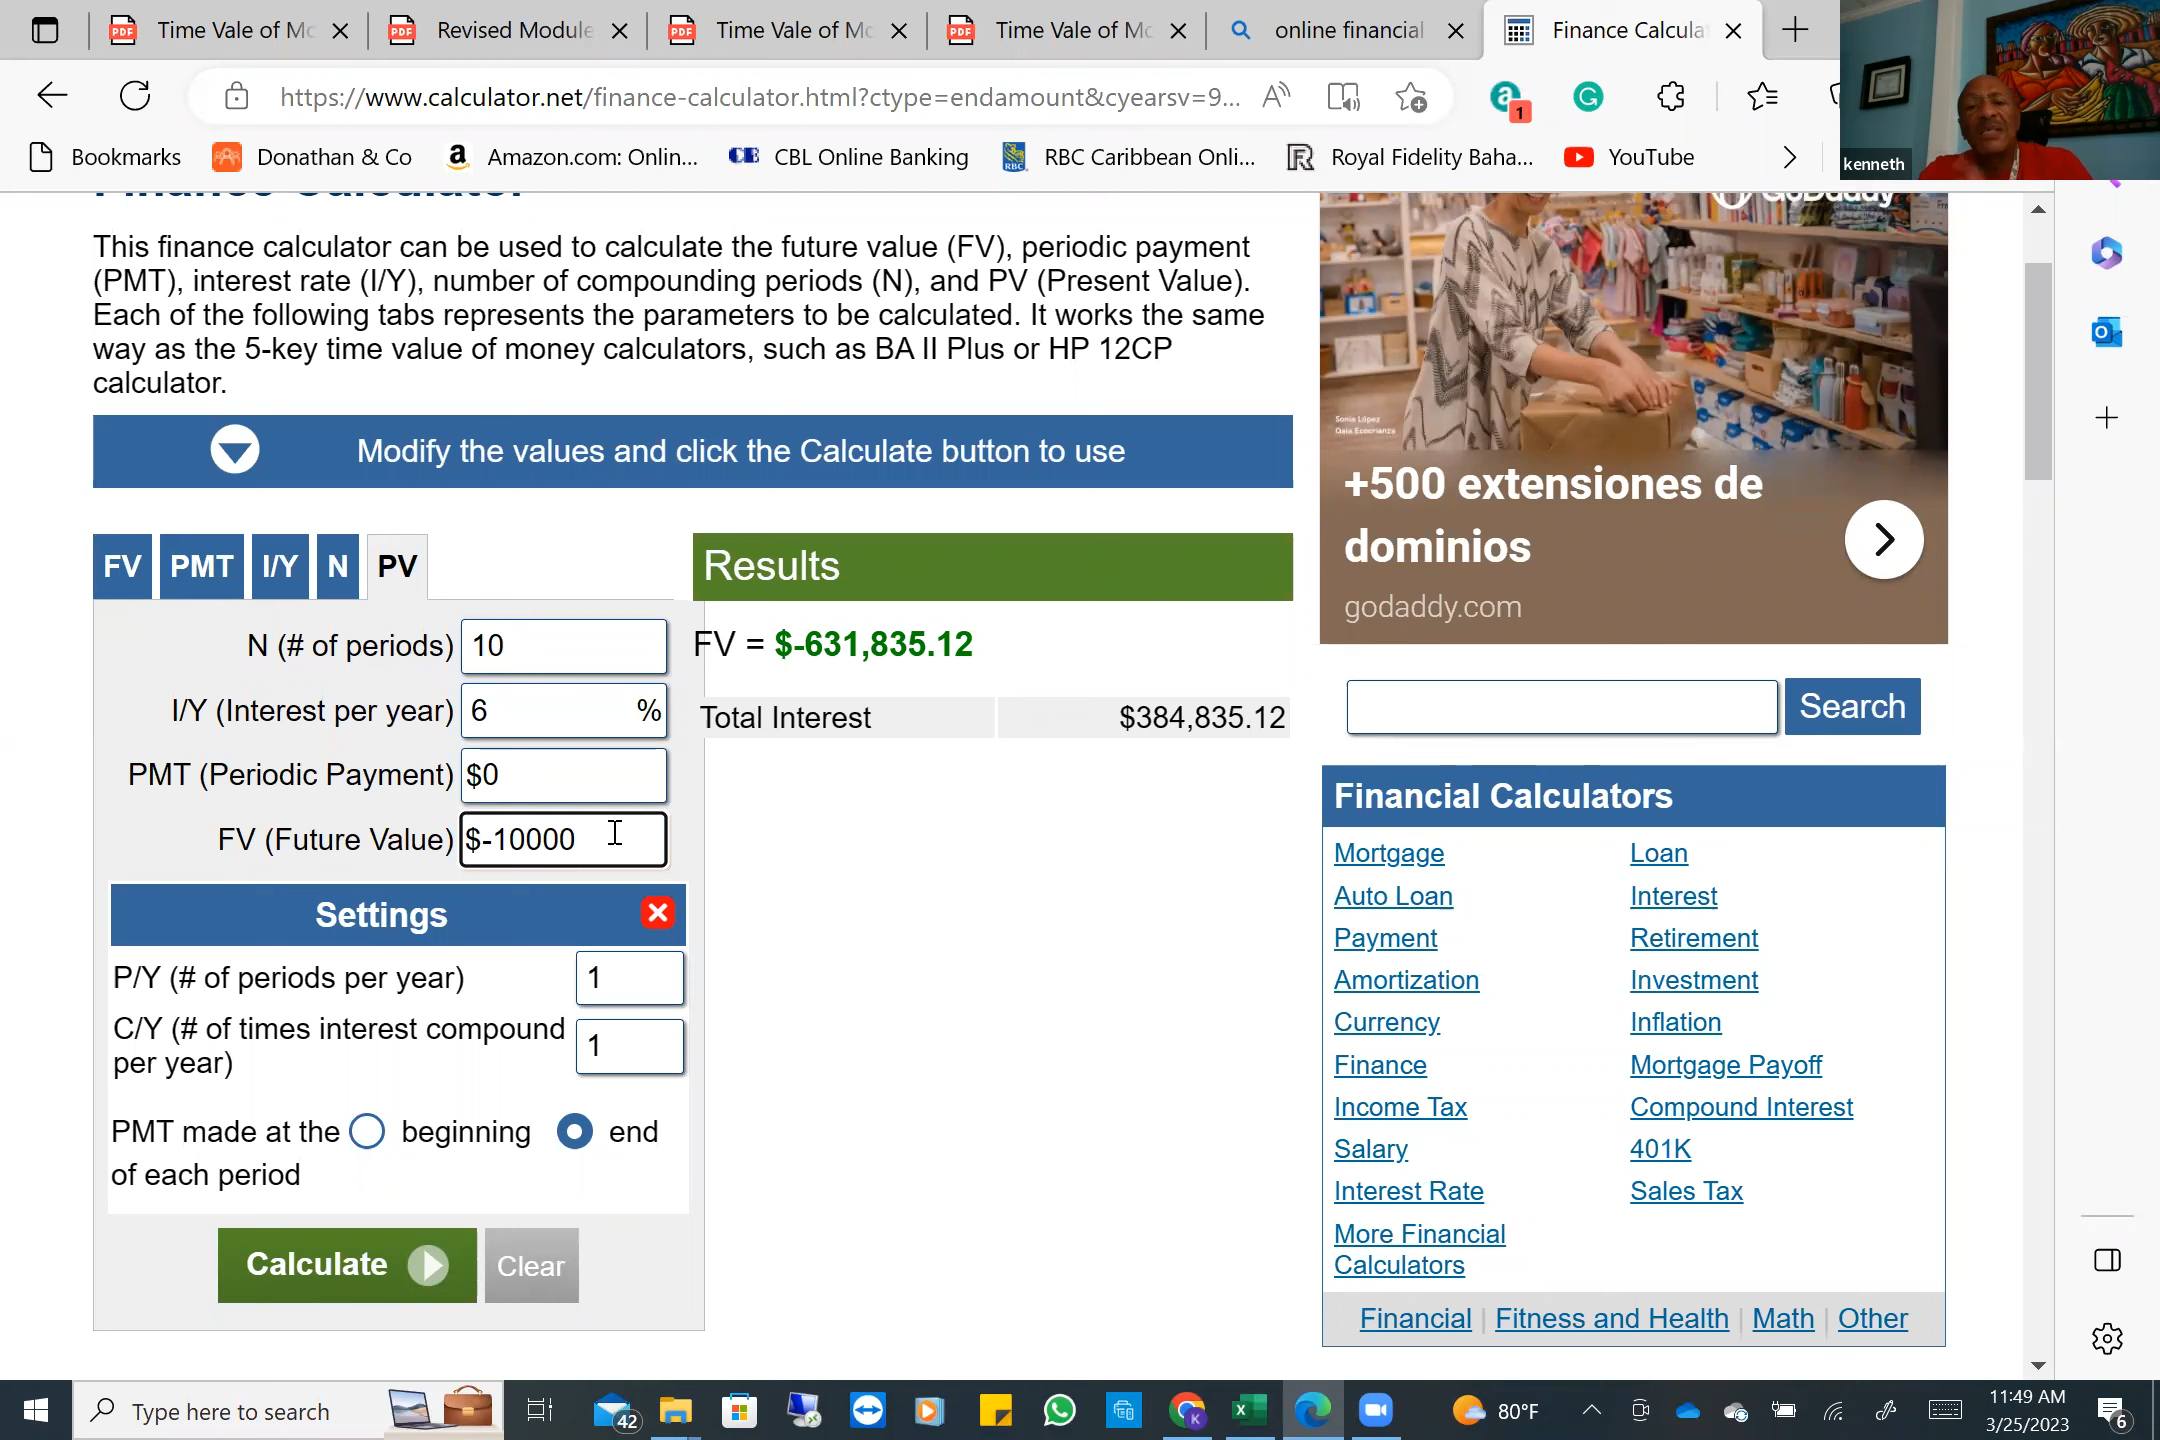 Time Vale of Mo
Revised Module
Time Vale of Mo
Time Vale of Mo
online financial
Finance Calcula
https://www.calculator.net/finance-calculator.html?ctype=endamount&cyearsv=9...
1
Bookmarks
Donathan & Co
Amazon.com: Onlin...
CBL Online Banking
RBC Caribbean Onli...
Royal Fidelity Baha...
YouTube
kenneth
Finance Calculator
This finance calculator can be used to calculate the future value (FV), periodic payment
(PMT), interest rate (I/Y), number of compounding periods (N), and PV (Present Value).
Each of the following tabs represents the parameters to be calculated. It works the same
way as the 5-key time value of money calculators, such as BA II Plus or HP 12CP
calculator.
Modify the values and click the Calculate button to use
FV PMT I/Y N PV
N (# of periods) 10
I/Y (Interest per year) 6 %
PMT (Periodic Payment) $0
FV (Future Value) $-10000
Settings
P/Y (# of periods per year) 1
C/Y (# of times interest compound
per year) 1
PMT made at the beginning end
of each period
Calculate Clear
Results
FV = $-631,835.12
Total Interest $384,835.12
GoDaddy
Sonia López
Gaia Ecocrianza
+500 extensiones de
dominios
godaddy.com
Search
Financial Calculators
Mortgage Loan
Auto Loan Interest
Payment Retirement
Amortization Investment
Currency Inflation
Finance Mortgage Payoff
Income Tax Compound Interest
Salary 401K
Interest Rate Sales Tax
More Financial
Calculators
Financial | Fitness and Health | Math | Other
Type here to search
42
80°F
11:49 AM
3/25/2023
6